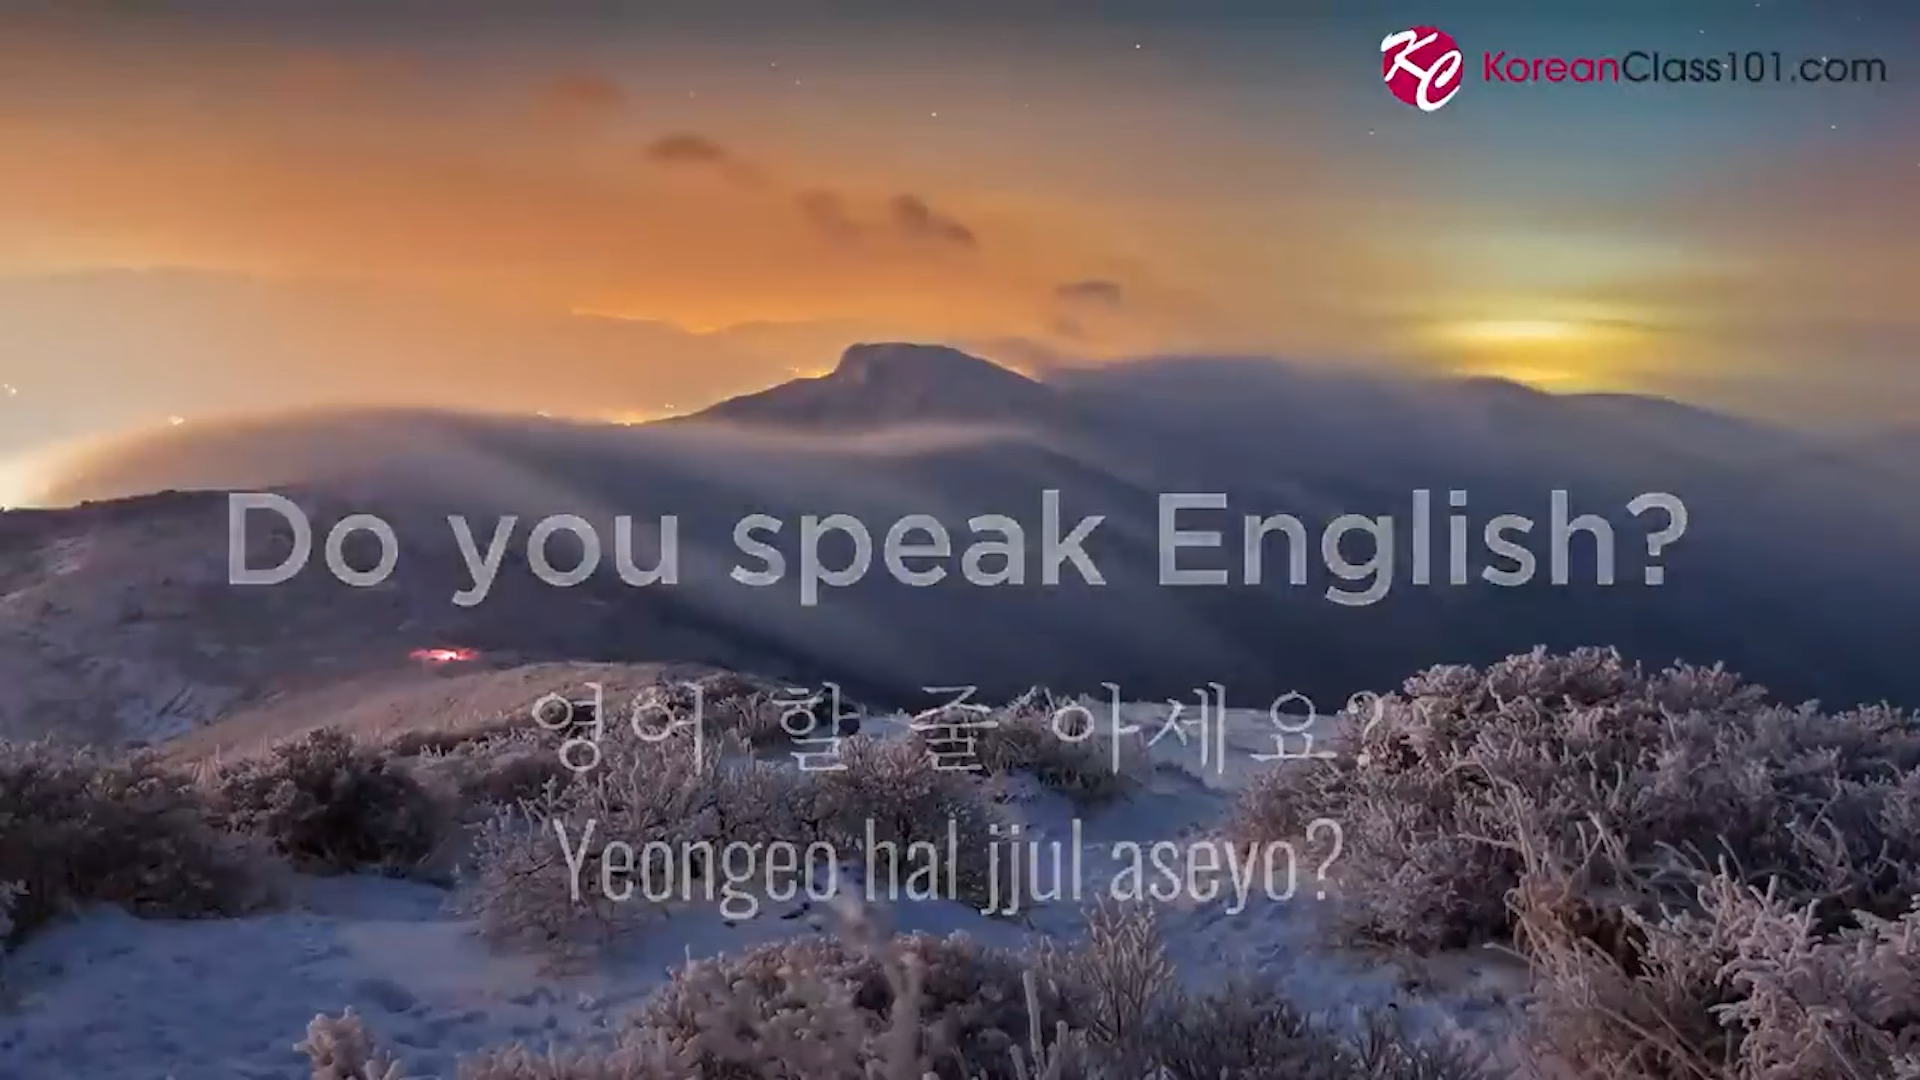 KoreanClass101.com
Do you speak English?
영어 할 줄 아세요?
Yeongeo hal jjul aseyo?